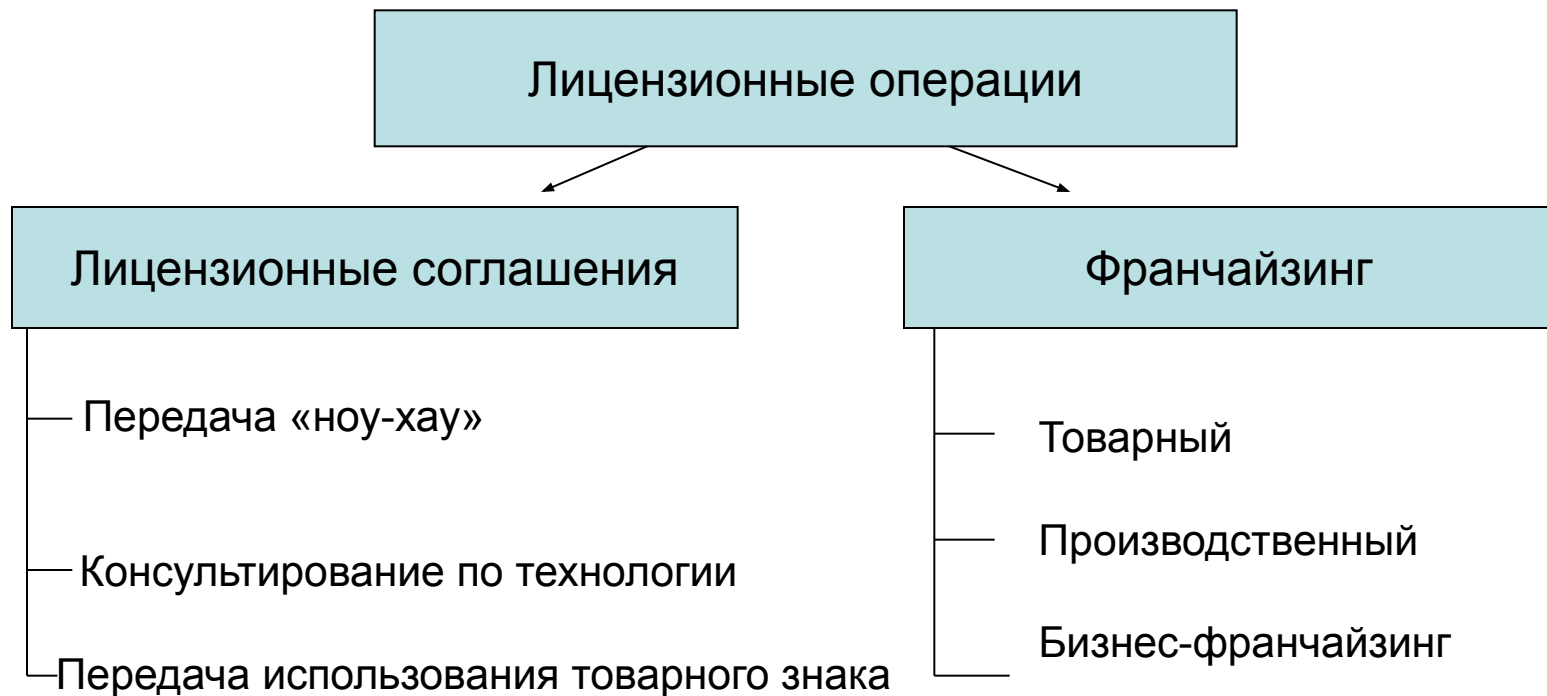 Лицензионные операции
Лицензионные соглашения
Франчайзинг
Передача «ноу-хау»
Консультирование по технологии
Передача использования товарного знака
Товарный
Производственный
Бизнес-франчайзинг